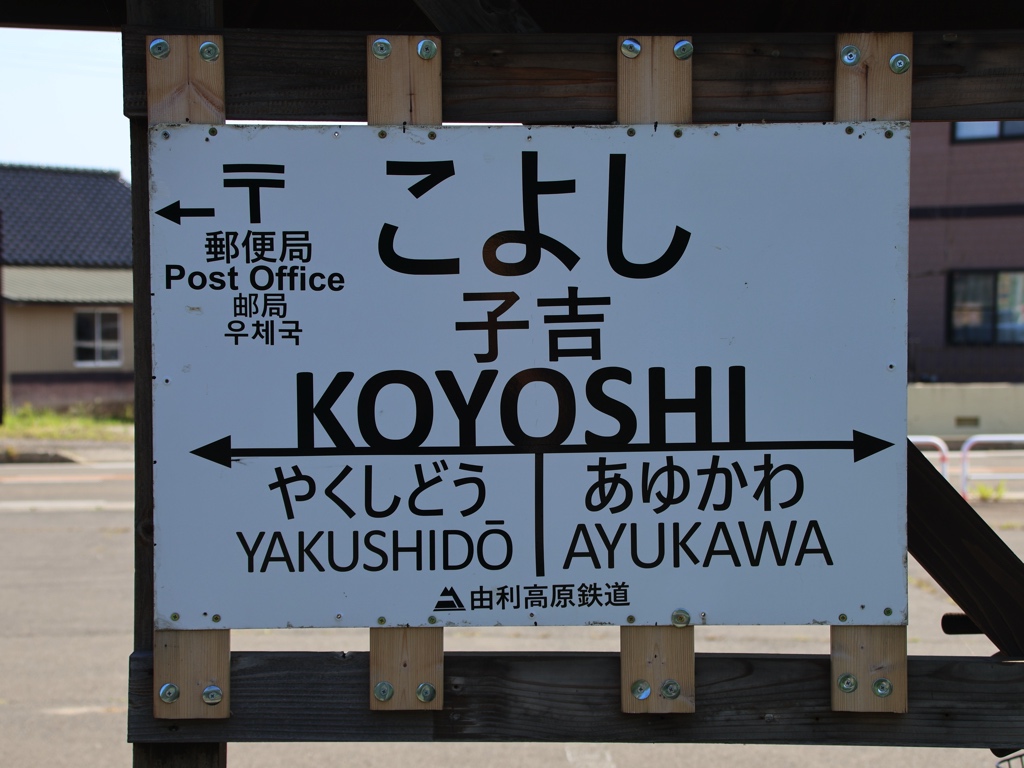 〒
郵便局
Post Office
邮局
우체국
こよし
子吉
KOYOSHI
やくしどう
YAKUSHIDŌ
あゆかわ
AYUKAWA
由利高原鉄道